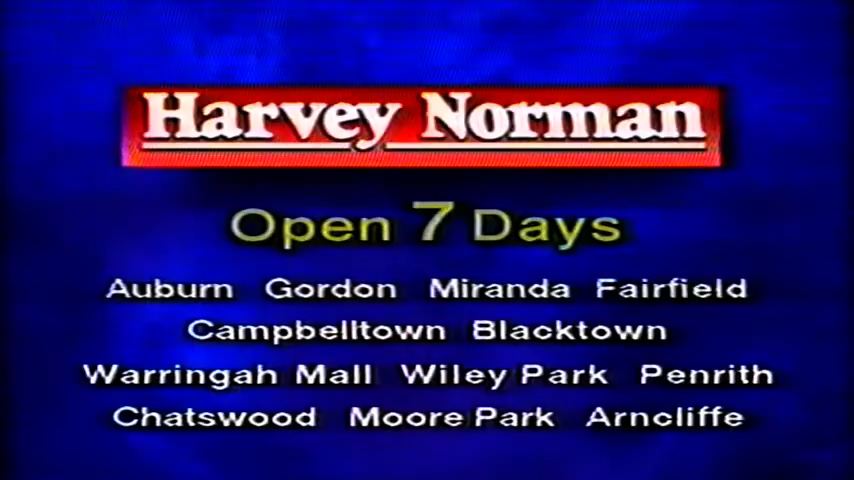 Harvey Norman
Open 7 Days
Auburn Gordon Miranda Fairfield
Campbelltown Blacktown
Warringah Mall Wiley Park Penrith
Chatswood Moore Park Arncliffe